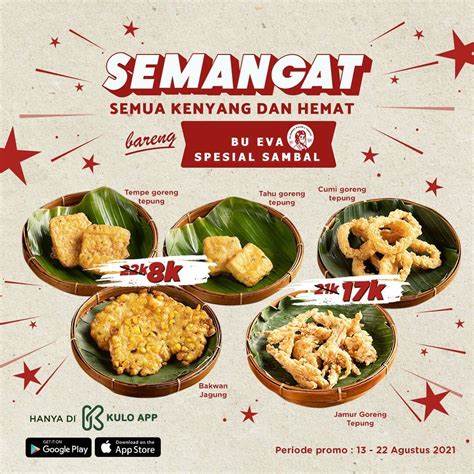 SEMANGAT
SEMUA KENYANG DAN HEMAT
bareng
BU EVA
SPESIAL SAMBAL
Tempe goreng
tepung
Tahu goreng
tepung
Cumi goreng
tepung
22k 8k
21k 17k
Bakwan
Jagung
Jamur Goreng
Tepung
HANYA DI KULO APP
GET IT ON
Google Play
Download on the
App Store
Periode promo : 13 - 22 Agustus 2021